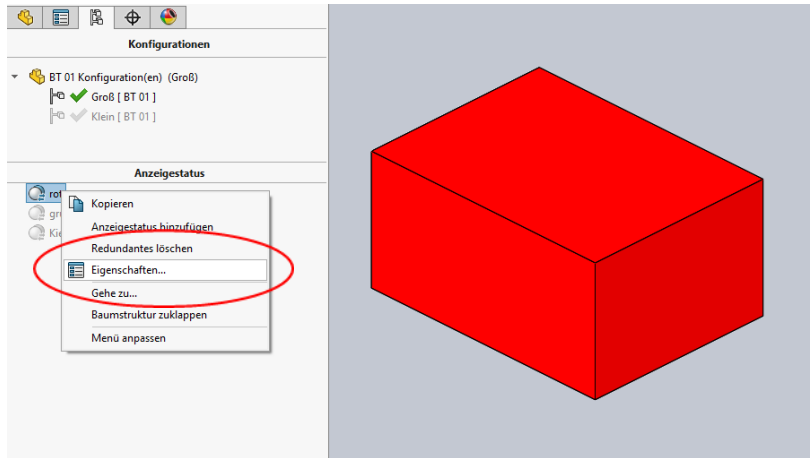 Konfigurationen
BT 01 Konfiguration(en) (Groß)
Groß [ BT 01 ]
Klein [ BT 01 ]
Anzeigestatus
rot
Kopieren
Anzeigestatus hinzufügen
Redundantes löschen
Eigenschaften...
Gehe zu...
Baumstruktur zuklappen
Menü anpassen